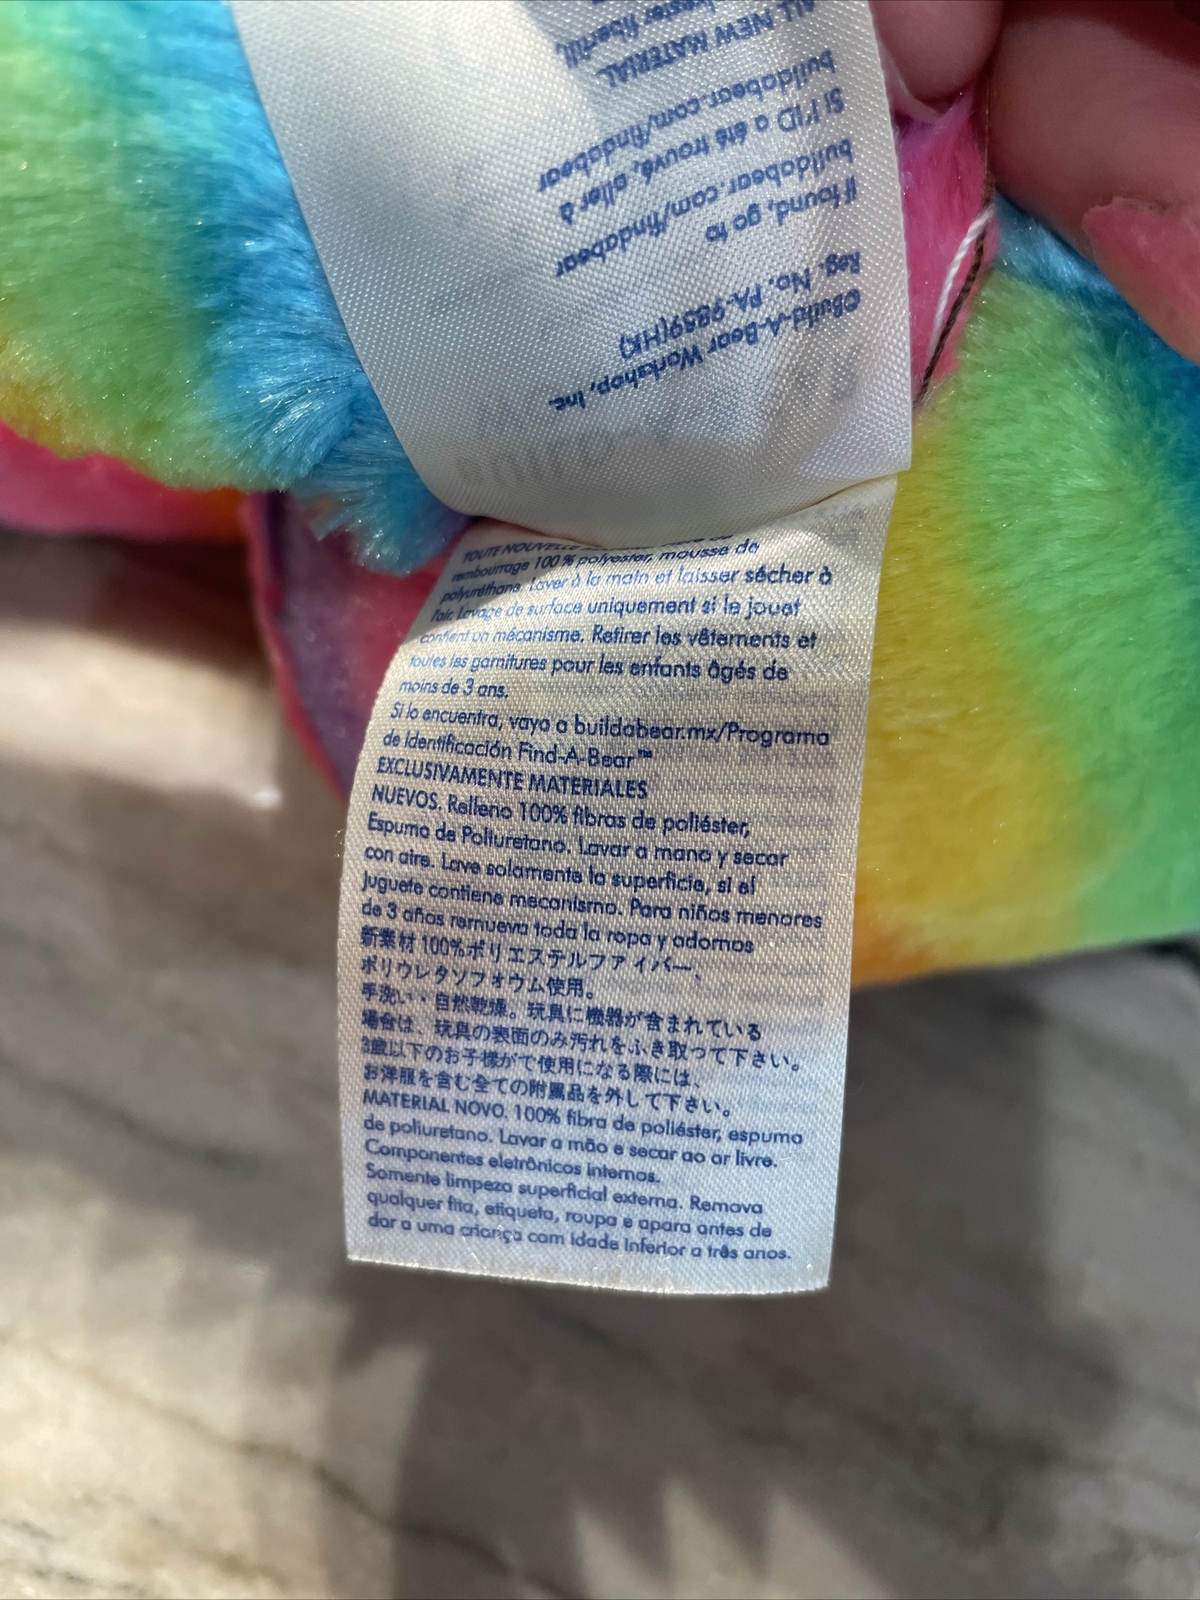 ©Build-A-Bear Workshop, Inc.
Reg. No. PA-9859(HK)
If found, go to
buildabear.com/findabear
Si l'ID a été trouvé, aller à
buildabear.com/findabear
ALL NEW MATERIAL
fiberfill,
TOUTE NOUVELLE
rembourrage 100 % polyester, mousse de
polyuréthane. Laver à la main et laisser sécher à
l'air. Lavage de surface uniquement si le jouet
contient un mécanisme. Retirer les vêtements et
toutes les garnitures pour les enfants âgés de
moins de 3 ans.
Si lo encuentra, vaya a buildabear.mx/Programa
de Identificación Find-A-Bear™
EXCLUSIVAMENTE MATERIALES
NUEVOS. Relleno 100% fibras de poliéster,
Espuma de Poliuretano. Lavar a mano y secar
con aire. Lave solamente la superficie, si el
juguete contiene mecanismo. Para niños menores
de 3 años remueva toda la ropa y adornos
新素材 100%ポリエステルファイバー、
ポリウレタソフォウム使用。
手洗い・自然乾燥。玩具に機器が含まれている
場合は、玩具の表面のみ汚れをふき取って下さい。
3歳以下のお子様がて使用になる際には、
お洋服を含む全ての附属品を外して下さい。
MATERIAL NOVO. 100% fibra de poliéster, espuma
de poliuretano. Lavar a mão e secar ao ar livre.
Componentes eletrônicos internos.
Somente limpeza superficial externa. Remova
qualquer fita, etiqueta, roupa e apara antes de
dar a uma criança com idade inferior a três anos.